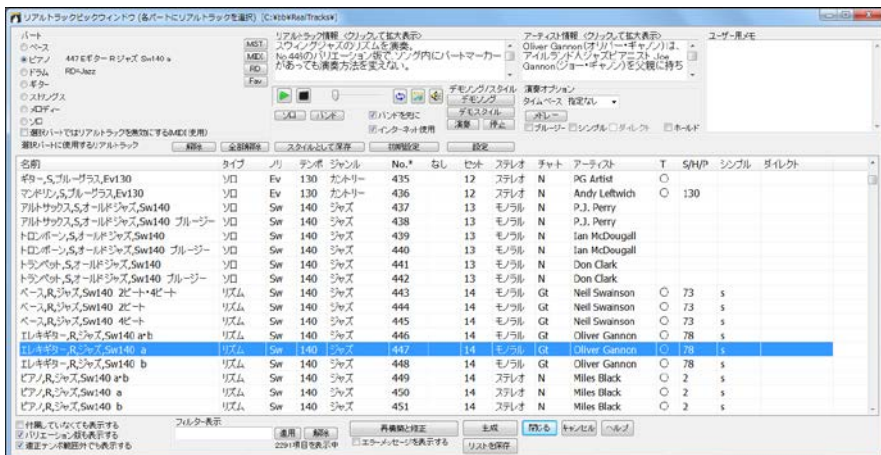 リアルトラックピックウィンドウ (各パートにリアルトラックを選択) [C:¥bb¥RealTracks¥]
パート
ベース
ピアノ 447 Eギター R ジャズ Sw140 a
ドラム RD=Jazz
ギター
ストリングス
メロディー
ソロ
選択パートではリアルトラックを無効にする(MIDI使用)
MST
MIDI
RD
Fav
リアルトラック情報 (クリックして拡大表示)
スウィングジャズのリズムを演奏。
No.446のバリエーション版で、ソング内にパートマーカー
があっても演奏方法を変えない。
ソロ バンド
バンドを先に
インターネット使用
デモソング/スタイル
デモソング
デモスタイル
演奏 停止
アーティスト情報 (クリックして拡大表示)
Oliver Gannon(オリバー・ギャノン)は、
アイルランド人ジャズピアニスト Joe
Gannon(ジョー・ギャノン)を父親に持ち
演奏オプション
タイムベース 指定なし
メドレー
ブルージー シンプル ダイレクト ホールド
ユーザー用メモ
選択パートに使用するリアルトラック 解除 全部解除 スタイルとして保存 初期設定 設定
名前 タイプ ノリ テンポ ジャンル No.* なし セット ステレオ チャート アーティスト T S/H/P シンプル ダイレクト
ギター,S,ブルーグラス,Ev130 ソロ Ev 130 カントリー 435 12 ステレオ N PG Artist
マンドリン,S,ブルーグラス,Ev130 ソロ Ev 130 カントリー 436 12 ステレオ N Andy Leftwich 130
アルトサックス,S,オールドジャズ,Sw140 ソロ Sw 140 ジャズ 437 13 モノラル N P.J. Perry
アルトサックス,S,オールドジャズ,Sw140 ブルージー ソロ Sw 140 ジャズ 438 13 モノラル N P.J. Perry
トロンボーン,S,オールドジャズ,Sw140 ソロ Sw 140 ジャズ 439 13 モノラル N Ian McDougall
トロンボーン,S,オールドジャズ,Sw140 ブルージー ソロ Sw 140 ジャズ 440 13 モノラル N Ian McDougall
トランペット,S,オールドジャズ,Sw140 ソロ Sw 140 ジャズ 441 13 モノラル N Don Clark
トランペット,S,オールドジャズ,Sw140 ブルージー ソロ Sw 140 ジャズ 442 13 モノラル N Don Clark
ベース,R,ジャズ,Sw140 2ビート・4ビート リズム Sw 140 ジャズ 443 14 モノラル Gt Neil Swainson 73 s
ベース,R,ジャズ,Sw140 2ビート リズム Sw 140 ジャズ 444 14 モノラル Gt Neil Swainson 73 s
ベース,R,ジャズ,Sw140 4ビート リズム Sw 140 ジャズ 445 14 モノラル Gt Neil Swainson 73 s
エレキギター,R,ジャズ,Sw140 a・b リズム Sw 140 ジャズ 446 14 モノラル Gt Oliver Gannon 78 s
エレキギター,R,ジャズ,Sw140 a リズム Sw 140 ジャズ 447 14 モノラル Gt Oliver Gannon 78 s
エレキギター,R,ジャズ,Sw140 b リズム Sw 140 ジャズ 448 14 モノラル Gt Oliver Gannon 78 s
ピアノ,R,ジャズ,Sw140 a・b リズム Sw 140 ジャズ 449 14 ステレオ N Miles Black 2 s
ピアノ,R,ジャズ,Sw140 a リズム Sw 140 ジャズ 450 14 ステレオ N Miles Black 2 s
ピアノ,R,ジャズ,Sw140 b リズム Sw 140 ジャズ 451 14 ステレオ N Miles Black 2 s
付属していなくても表示する
バリエーション版も表示する
適正テンポ範囲外でも表示する
フィルター表示
適用 解除
2291項目を表示中
再構築と修正
エラーメッセージを表示する
生成 閉じる キャンセル ヘルプ
リストを保存